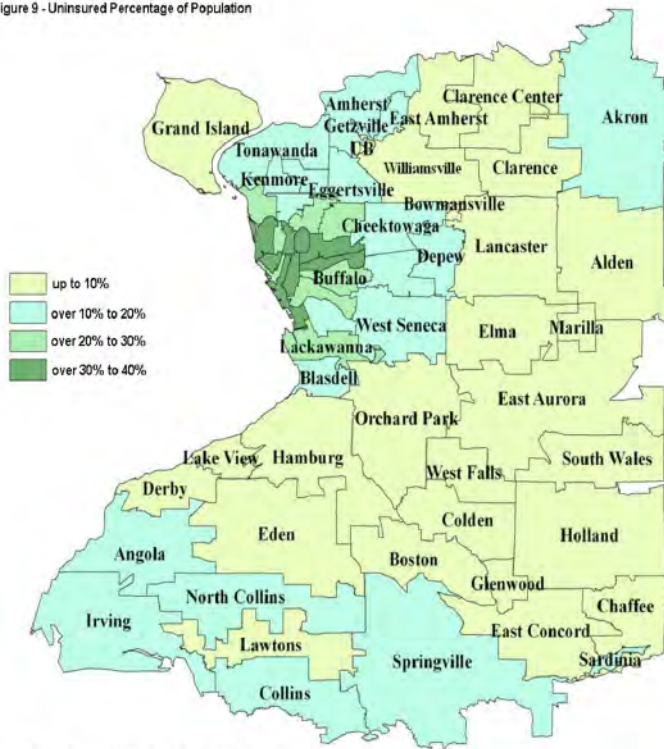 igure 9 - Uninsured Percentage of Population
Grand Island
Amherst
Getzville
UB
East Amherst
Clarence Center
Akron
Tonawanda
Kenmore
Eggertsville
Williamsville
Clarence
Bowmansville
Cheektowaga
Depew
Lancaster
Alden
Buffalo
up to 10%
over 10% to 20%
over 20% to 30%
over 30% to 40%
West Seneca
Elma
Marilla
Lackawanna
Blasdell
Orchard Park
East Aurora
Lake View
Hamburg
West Falls
South Wales
Derby
Eden
Colden
Holland
Angola
Boston
Glenwood
North Collins
Chaffee
Irving
Lawtons
East Concord
Springville
Sardinia
Collins